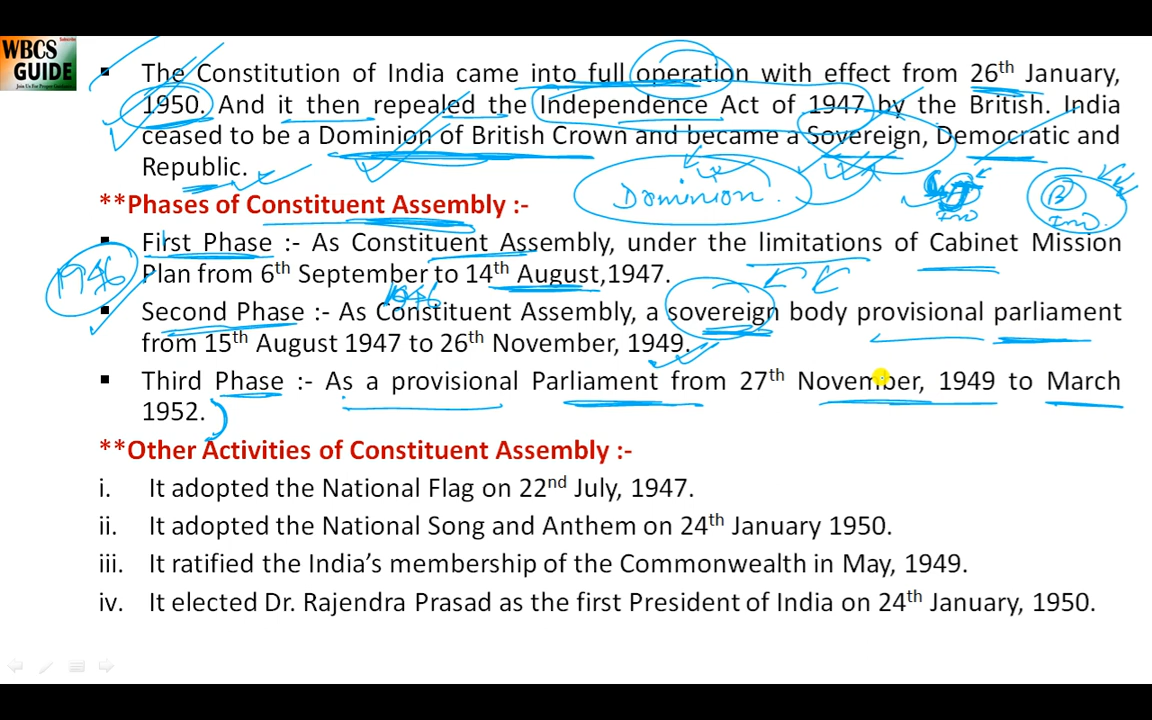 WBCS
GUIDE
▪ The Constitution of India came into full operation with effect from 26th January,
1950. And it then repealed the Independence Act of 1947 by the British. India
ceased to be a Dominion of British Crown and became a Sovereign, Democratic and
Republic.
Dominion
B
**Phases of Constituent Assembly :-
▪ First Phase :- As Constituent Assembly, under the limitations of Cabinet Mission
Plan from 6th September to 14th August,1947.
1946
1946
▪ Second Phase :- As Constituent Assembly, a sovereign body provisional parliament
from 15th August 1947 to 26th November, 1949.
▪ Third Phase :- As a provisional Parliament from 27th November, 1949 to March
1952.
**Other Activities of Constituent Assembly :-
i. It adopted the National Flag on 22nd July, 1947.
ii. It adopted the National Song and Anthem on 24th January 1950.
iii. It ratified the India's membership of the Commonwealth in May, 1949.
iv. It elected Dr. Rajendra Prasad as the first President of India on 24th January, 1950.